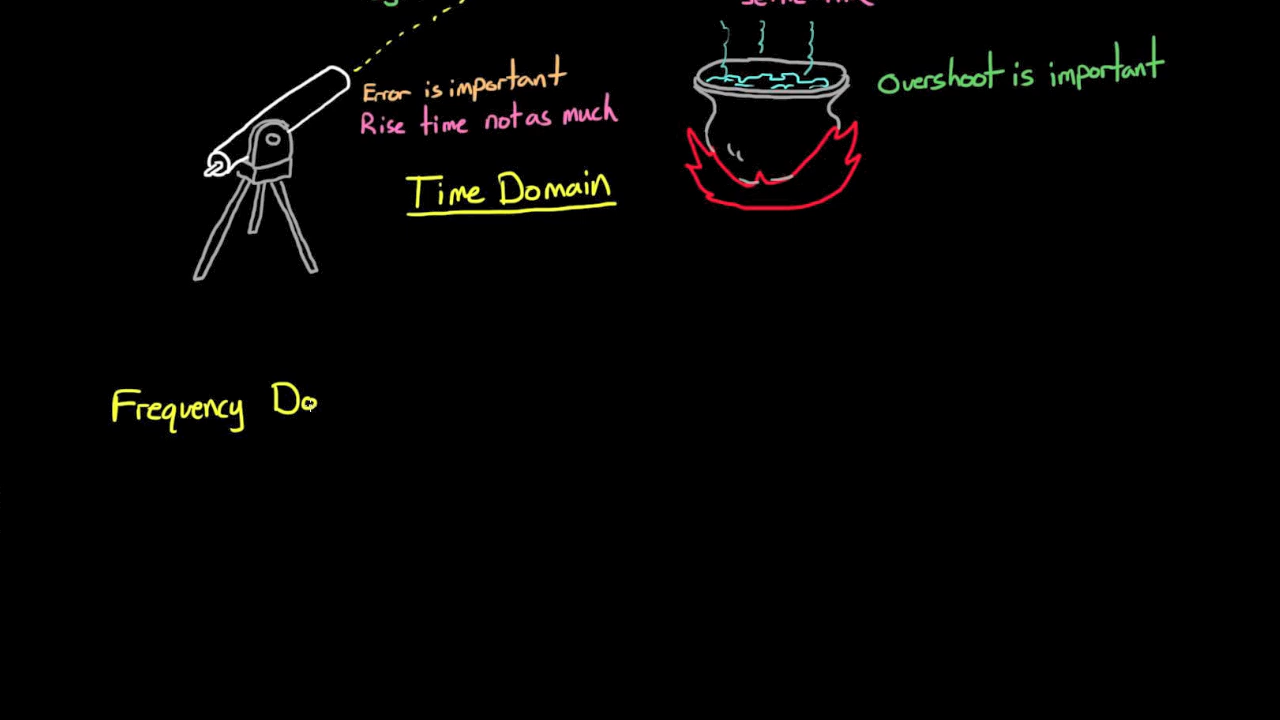 Error is important
Rise time not as much
Overshoot is important
Time Domain
Frequency Do